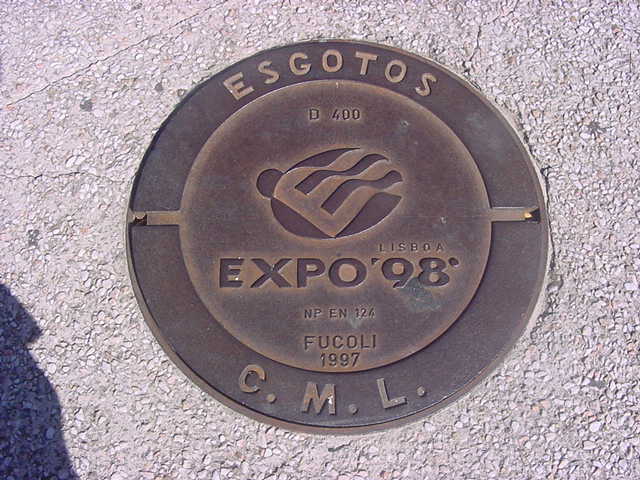 ESGOTOS
D 400
LISBOA
EXPO'98
NP EN 124
FUCOLI
1997
C. M. L.